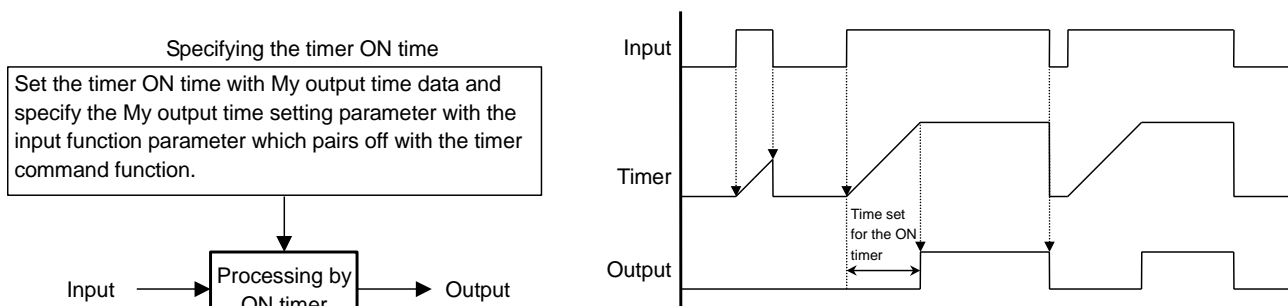 Specifying the timer ON time
Set the timer ON time with My output time data and
specify the My output time setting parameter with the
input function parameter which pairs off with the timer
command function.
Input
Processing by
ON timer
Output
Input
Timer
Time set
for the ON
timer
Output